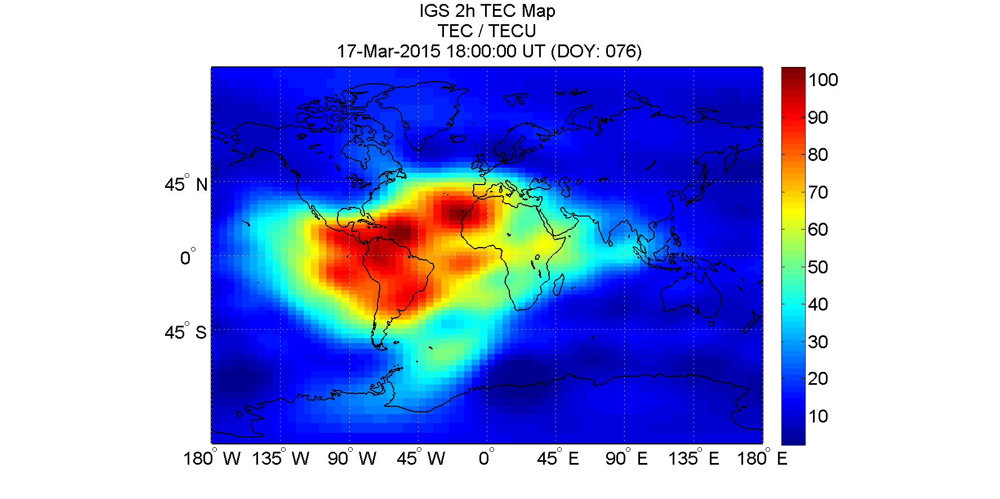 IGS 2h TEC Map
TEC / TECU
17-Mar-2015 18:00:00 UT (DOY: 076)
45° N
0°
45° S
180° W 135° W 90° W 45° W 0° 45° E 90° E 135° E 180° E
100
90
80
70
60
50
40
30
20
10